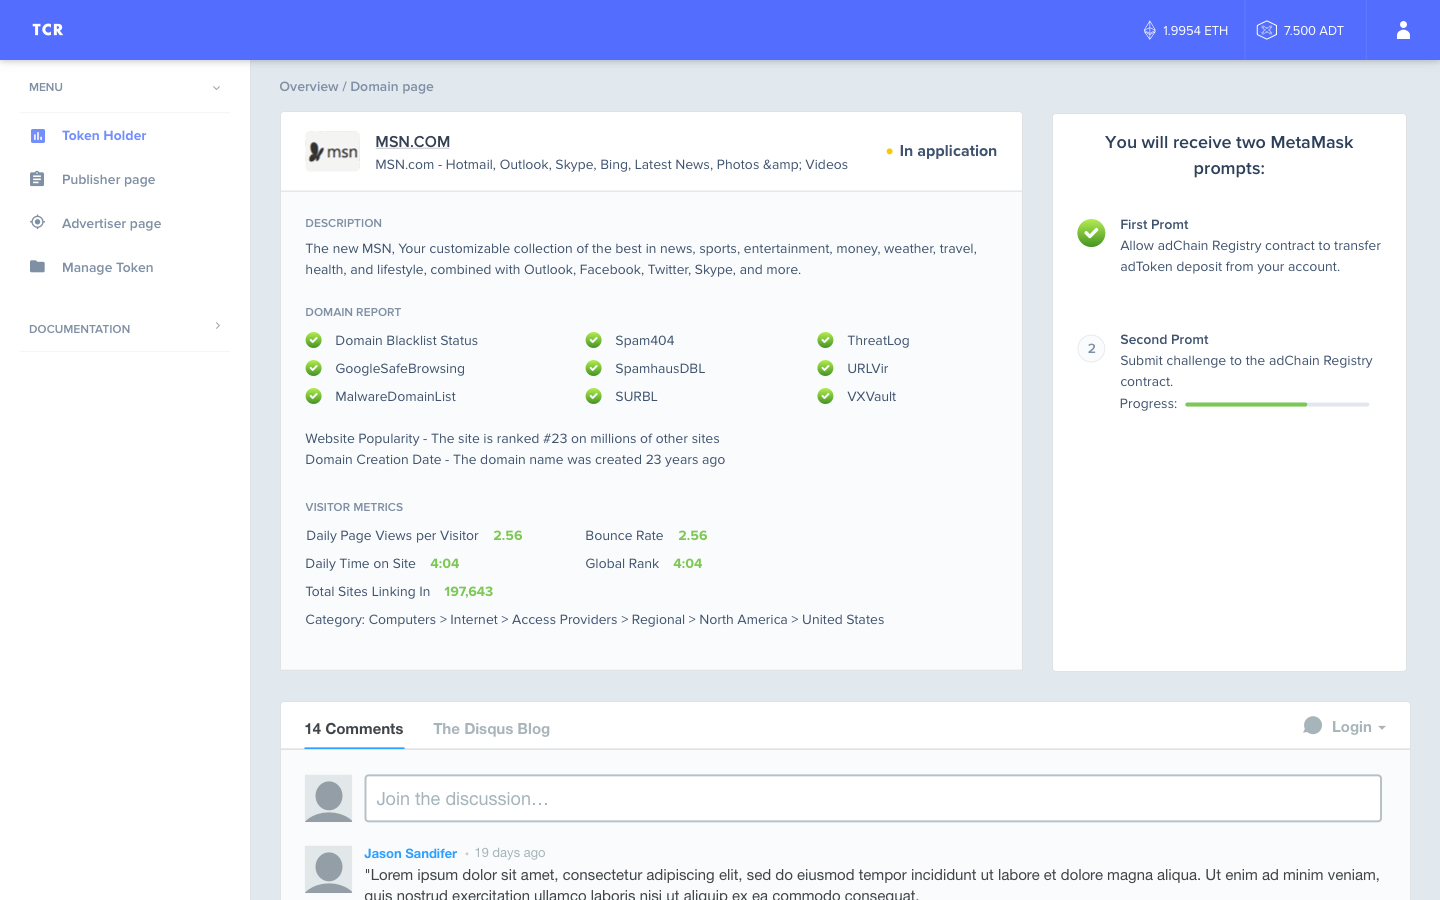 TCR
1.9954 ETH
7.500 ADT
MENU
Token Holder
Publisher page
Advertiser page
Manage Token
DOCUMENTATION
Overview / Domain page
msn
MSN.COM
MSN.com - Hotmail, Outlook, Skype, Bing, Latest News, Photos &amp; Videos
In application
DESCRIPTION
The new MSN, Your customizable collection of the best in news, sports, entertainment, money, weather, travel,
health, and lifestyle, combined with Outlook, Facebook, Twitter, Skype, and more.
DOMAIN REPORT
Domain Blacklist Status
Spam404
ThreatLog
GoogleSafeBrowsing
SpamhausDBL
URLVir
MalwareDomainList
SURBL
VXVault
Website Popularity - The site is ranked #23 on millions of other sites
Domain Creation Date - The domain name was created 23 years ago
VISITOR METRICS
Daily Page Views per Visitor 2.56
Bounce Rate 2.56
Daily Time on Site 4:04
Global Rank 4:04
Total Sites Linking In 197,643
Category: Computers > Internet > Access Providers > Regional > North America > United States
You will receive two MetaMask
prompts:
First Promt
Allow adChain Registry contract to transfer
adToken deposit from your account.
2
Second Promt
Submit challenge to the adChain Registry
contract.
Progress:
14 Comments
The Disqus Blog
Login
Join the discussion...
Jason Sandifer • 19 days ago
"Lorem ipsum dolor sit amet, consectetur adipiscing elit, sed do eiusmod tempor incididunt ut labore et dolore magna aliqua. Ut enim ad minim veniam,
quis nostrud exercitation ullamco laboris nisi ut aliquip ex ea commodo consequat.